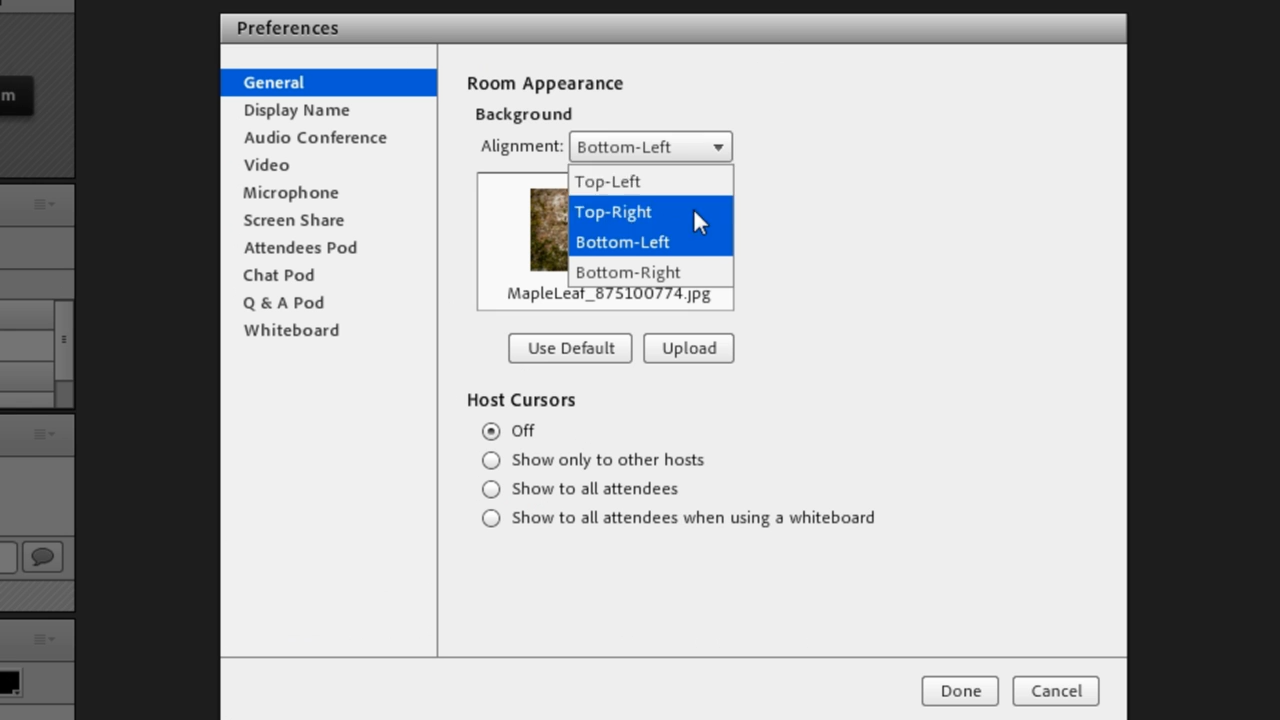 Preferences
m
General
Display Name
Audio Conference
Video
Microphone
Screen Share
Attendees Pod
Chat Pod
Q & A Pod
Whiteboard
Room Appearance
Background
Alignment: Bottom-Left
Top-Left
Top-Right
Bottom-Left
Bottom-Right
MapleLeaf_875100774.jpg
Use Default Upload
Host Cursors
Off
Show only to other hosts
Show to all attendees
Show to all attendees when using a whiteboard
Done Cancel